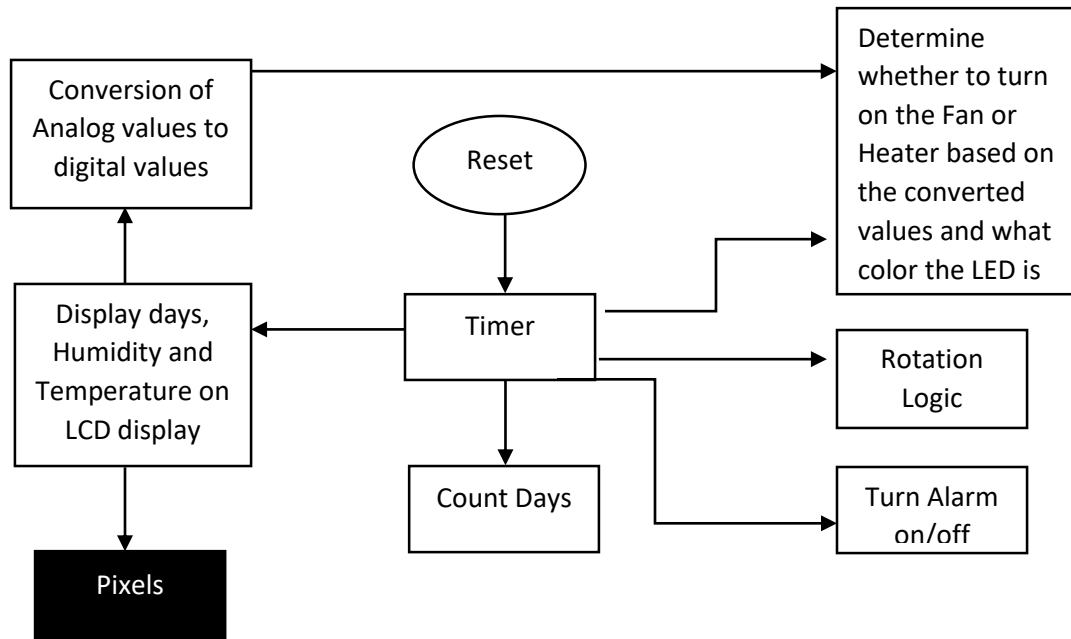 Conversion of
Analog values to
digital values
Reset
Determine
whether to turn
on the Fan or
Heater based on
the converted
values and what
color the LED is
Display days,
Humidity and
Temperature on
LCD display
Timer
Rotation
Logic
Count Days
Turn Alarm
on/off
Pixels